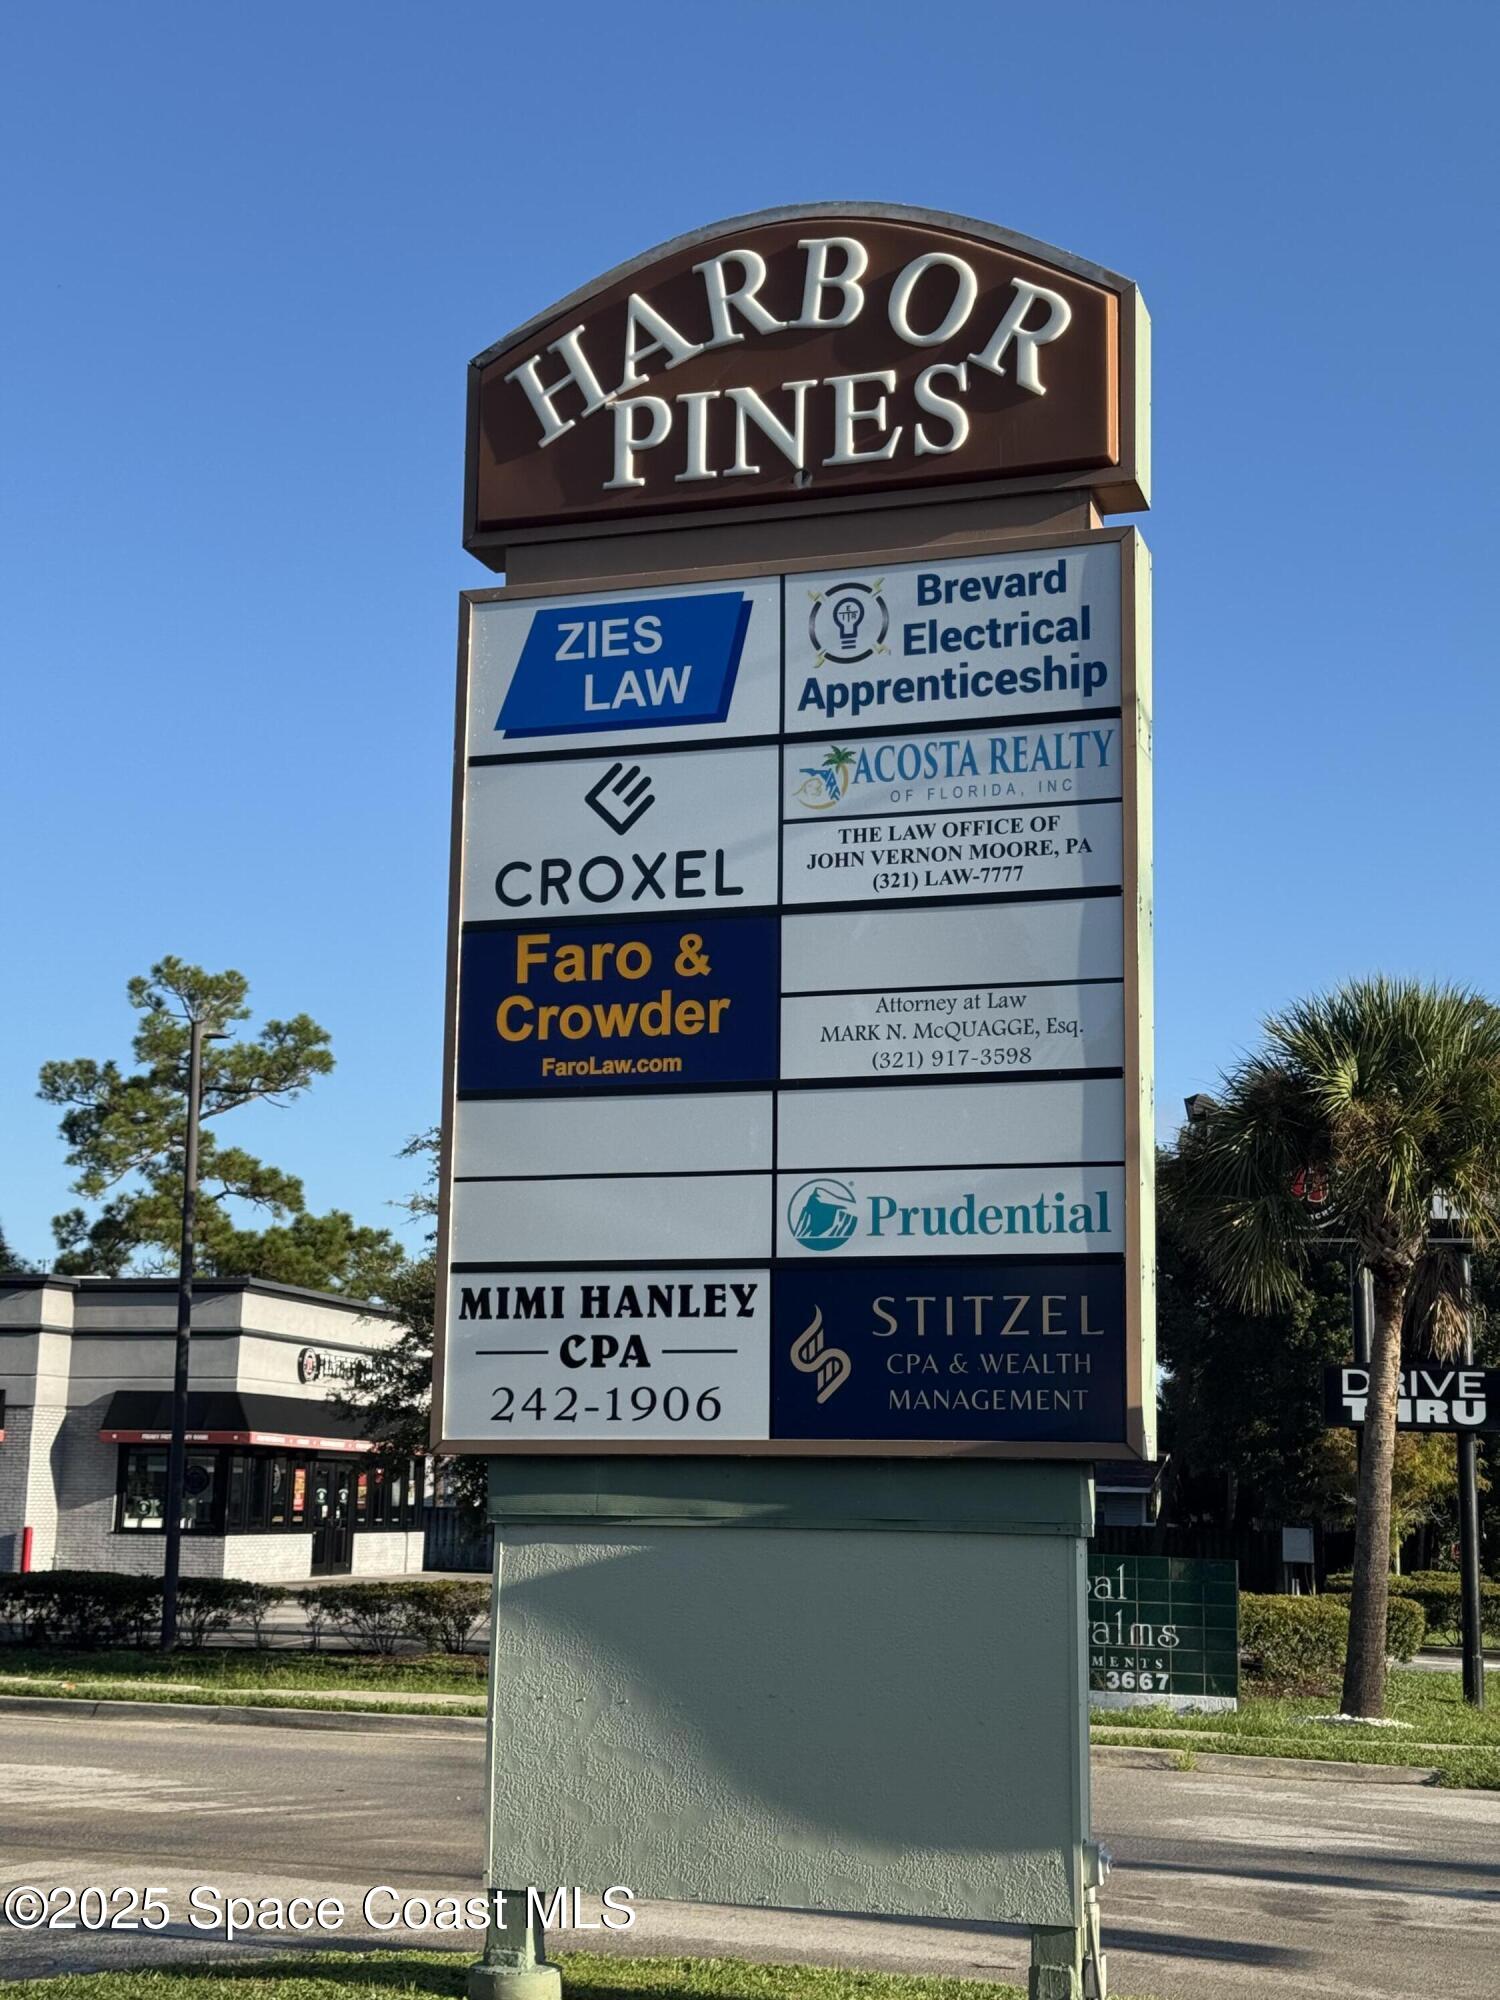 HARBOR
PINES
ZIES
LAW
Brevard
Electrical
Apprenticeship
CROXEL
ACOSTA REALTY
OF FLORIDA, INC
THE LAW OFFICE OF
JOHN VERNON MOORE, PA
(321) LAW-7777
Faro &
Crowder
FaroLaw.com
Attorney at Law
MARK N. McQUAGGE, Esq.
(321) 917-3598
Prudential
MIMI HANLEY
CPA
242-1906
STITZEL
CPA & WEALTH
MANAGEMENT
DRIVE
THRU
3667
©2025 Space Coast MLS